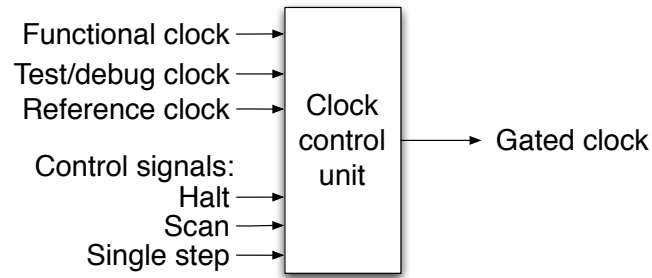 Functional clock
Test/debug clock
Reference clock
Control signals:
Halt
Scan
Single step
Clock
control
unit
Gated clock